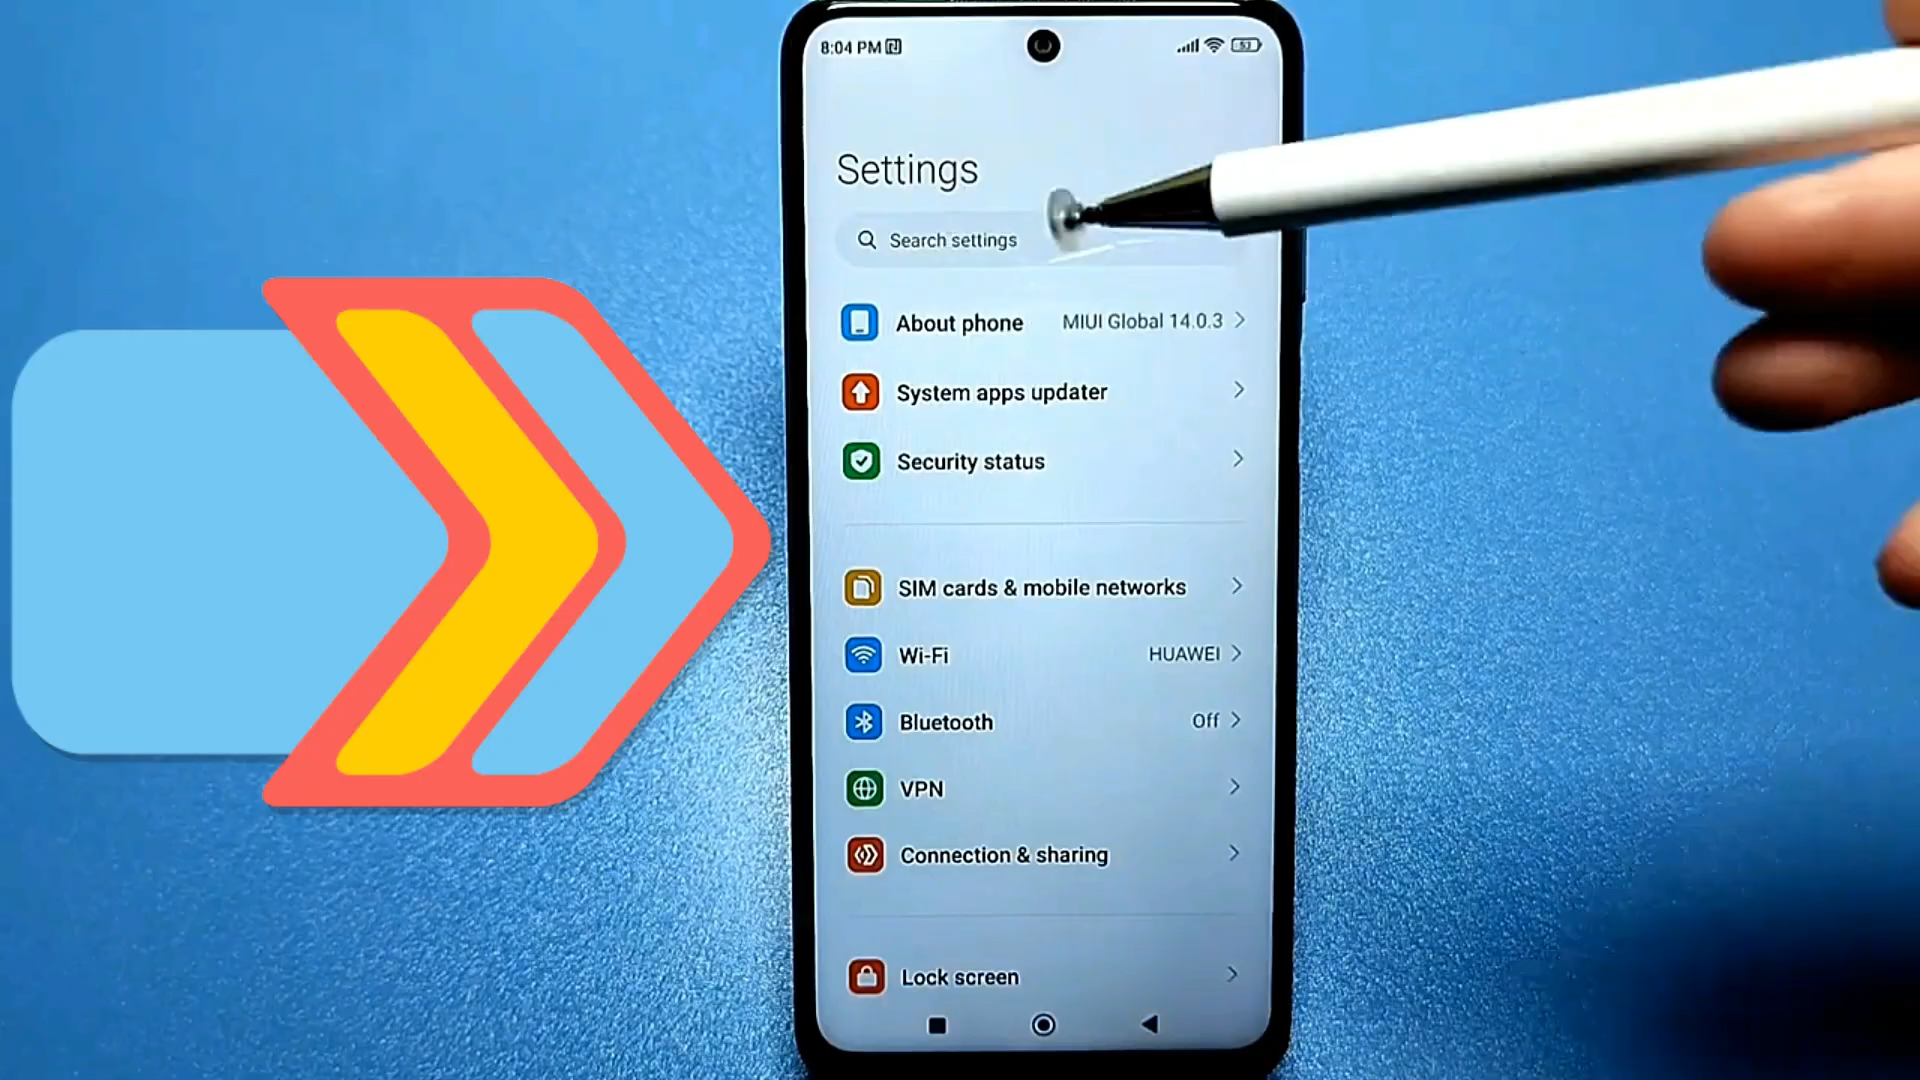 8:04 PM
53
Settings
Search settings
About phone MIUI Global 14.0.3
System apps updater
Security status
SIM cards & mobile networks
Wi-Fi HUAWEI
Bluetooth Off
VPN
Connection & sharing
Lock screen